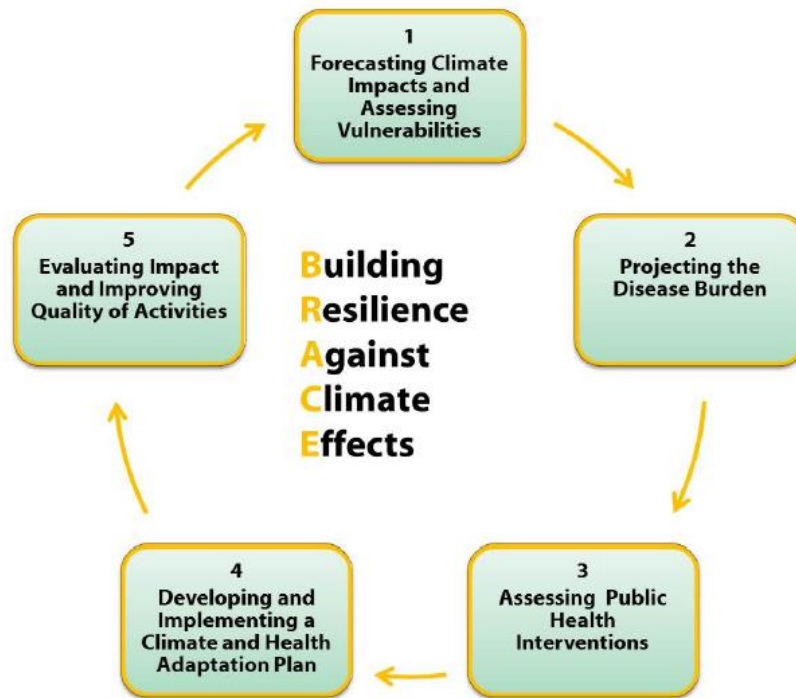 1
Forecasting Climate
Impacts and
Assessing
Vulnerabilities
2
Projecting the
Disease Burden
3
Assessing Public
Health
Interventions
4
Developing and
Implementing a
Climate and Health
Adaptation Plan
5
Evaluating Impact
and Improving
Quality of Activities
Building
Resilience
Against
Climate
Effects